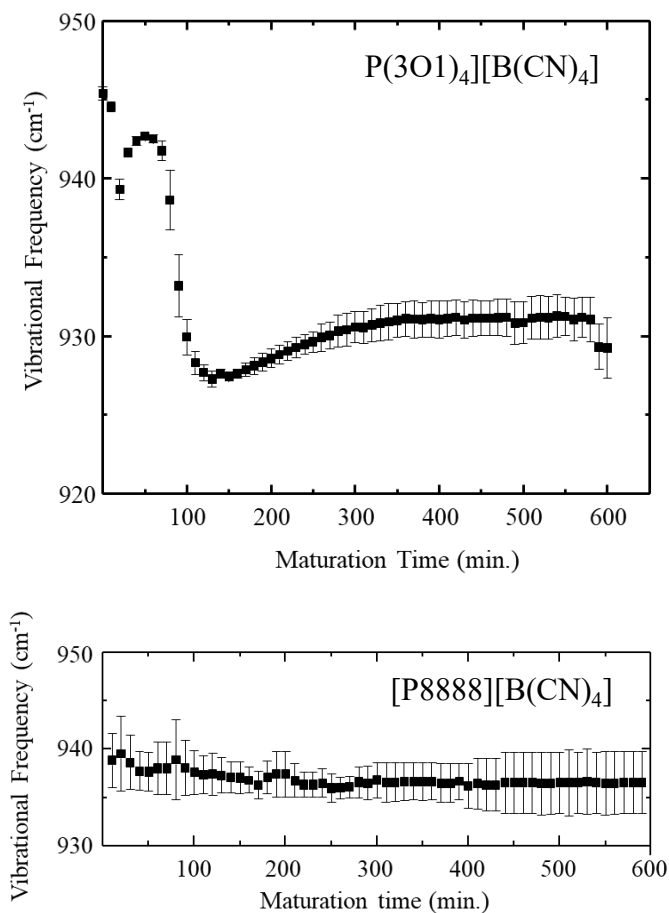 950
P(3O1)₄][B(CN)₄]
940
930
920
Vibrational Frequency (cm⁻¹)
100 200 300 400 500 600
Maturation Time (min.)
950
[P8888][B(CN)₄]
940
930
Vibrational Frequency (cm⁻¹)
100 200 300 400 500 600
Maturation time (min.)